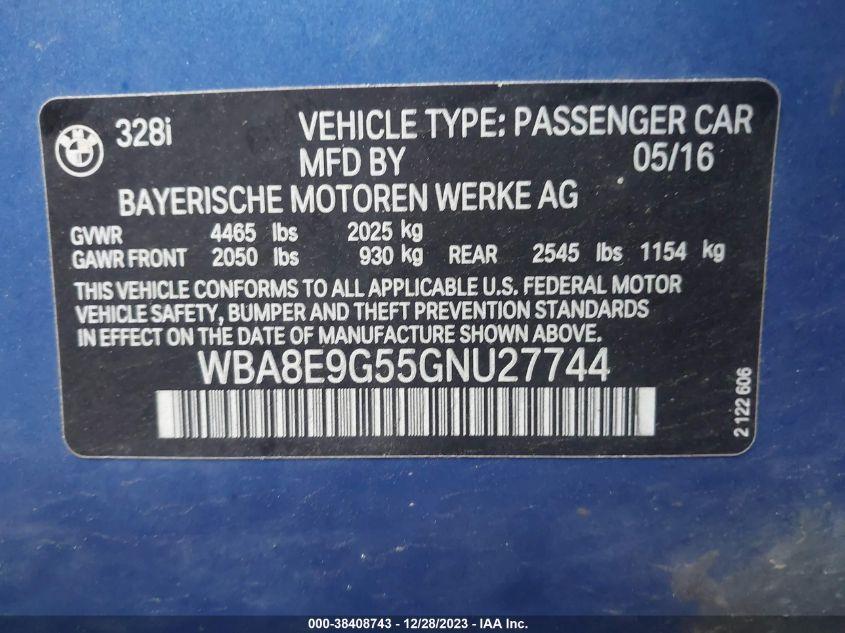 BMW
328i
VEHICLE TYPE: PASSENGER CAR
MFD BY 05/16
BAYERISCHE MOTOREN WERKE AG
GVWR 4465 lbs 2025 kg
GAWR FRONT 2050 lbs 930 kg REAR 2545 lbs 1154 kg
THIS VEHICLE CONFORMS TO ALL APPLICABLE U.S. FEDERAL MOTOR
VEHICLE SAFETY, BUMPER AND THEFT PREVENTION STANDARDS
IN EFFECT ON THE DATE OF MANUFACTURE SHOWN ABOVE.
WBA8E9G55GNU27744
2 122 606
000-38408743 - 12/28/2023 - IAA Inc.